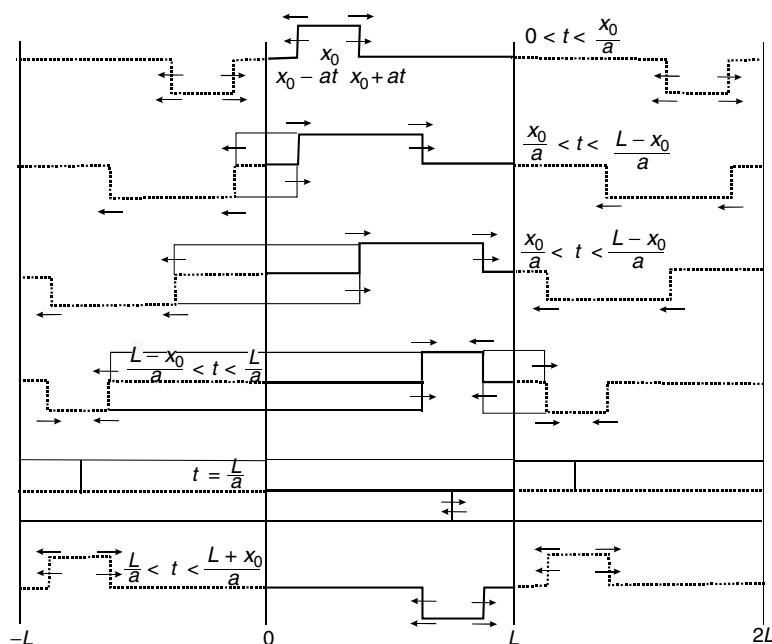 0 < t < x₀/a
x₀
x₀ – at x₀ + at
x₀/a < t < L – x₀/a
x₀/a < t < L – x₀/a
L – x₀/a < t < L/a
t = L/a
L/a < t < L + x₀/a
–L 0 L 2L